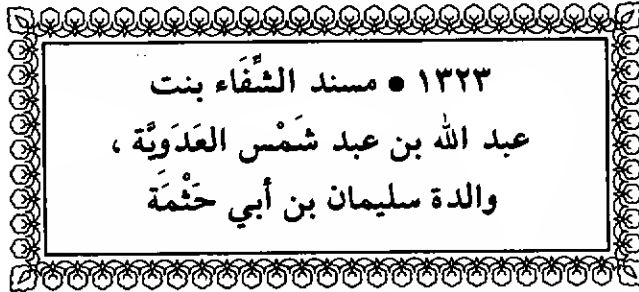 ١٣٢٣ • مسند الشِّفَاء بنت
عبد الله بن عبد شَمْس العَدَوِيَّة ،
والدة سليمان بن أبي حَثْمَة